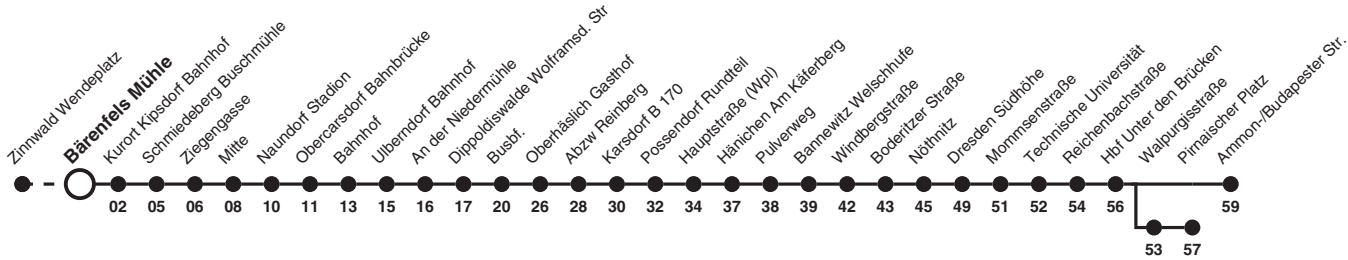 Zinnwald Wendeplatz
Bärenfels Mühle
Kurort Kipsdorf Bahnhof
Schmiedeberg Buschmühle
Ziegengasse
Mitte
Naundorf Stadion
Obercarsdorf Bahnbrücke
Bahnhof
Ulberndorf Bahnhof
An der Niedermühle
Dippoldiswalde Wolframsd. Str
Busbf.
Oberhäslich Gasthof
Abzw Reinberg
Karsdorf B 170
Possendorf Rundteil
Hauptstraße (Wpl)
Hänichen Am Käferberg
Pulverweg
Bannewitz Welschhufe
Windbergstraße
Boderitzer Straße
Nöthnitz
Dresden Südhöhe
Mommsenstraße
Technische Universität
Reichenbachstraße
Hbf Unter den Brücken
Walpurgisstraße
Pirnaischer Platz
Ammon-/Budapester Str.
02 05 06 08 10 11 13 15 16 17 20 26 28 30 32 34 37 38 39 42 43 45 49 51 52 54 56 59
53 57